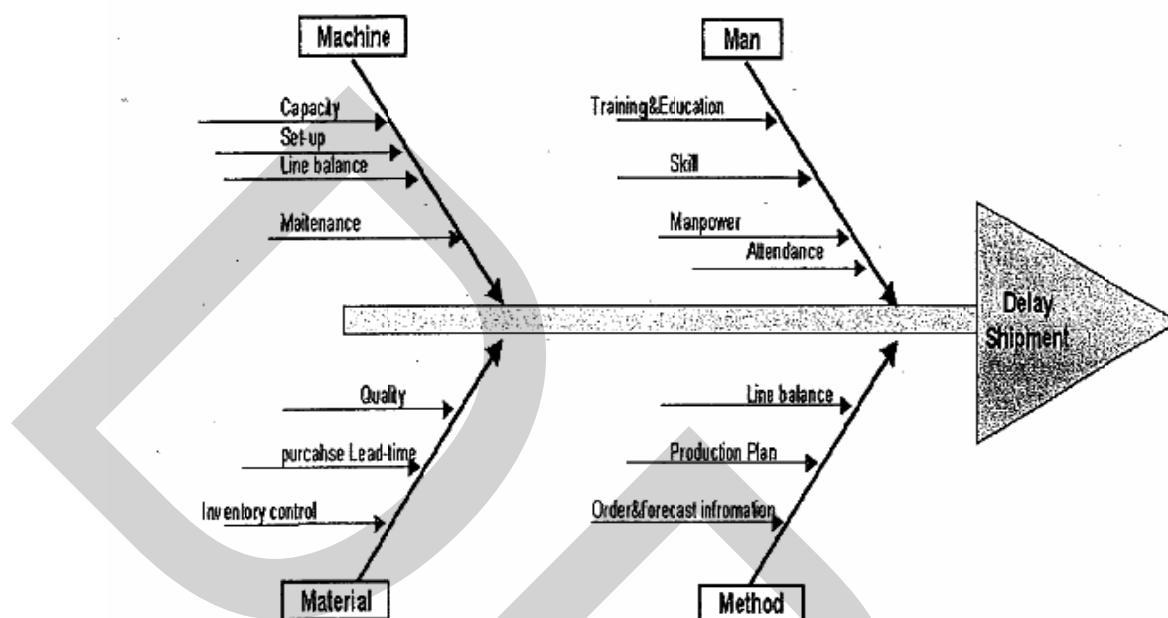 Machine
Man
Capacity
Set-up
Line balance
Maitenance
Training&Education
Skill
Manpower
Attendance
Delay
Shipment
Quality
purcahse Lead-time
Inventory control
Line balance
Production Plan
Order&forecast infromation
Material
Method